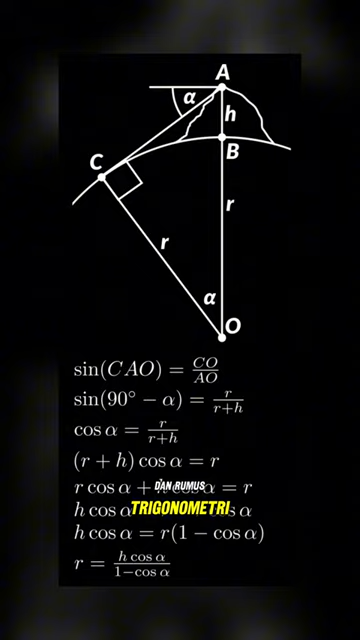 A
α
h
C
B
r
r
α
O
sin(CAO) = CO/AO
sin(90° − α) = r/r+h
cos α = r/r+h
(r + h) cos α = r
r cos α + h cos α = r
DAN RUMUS
h cos α
TRIGONOMETRI
s α
h cos α = r(1 − cos α)
r = h cos α/1−cos α